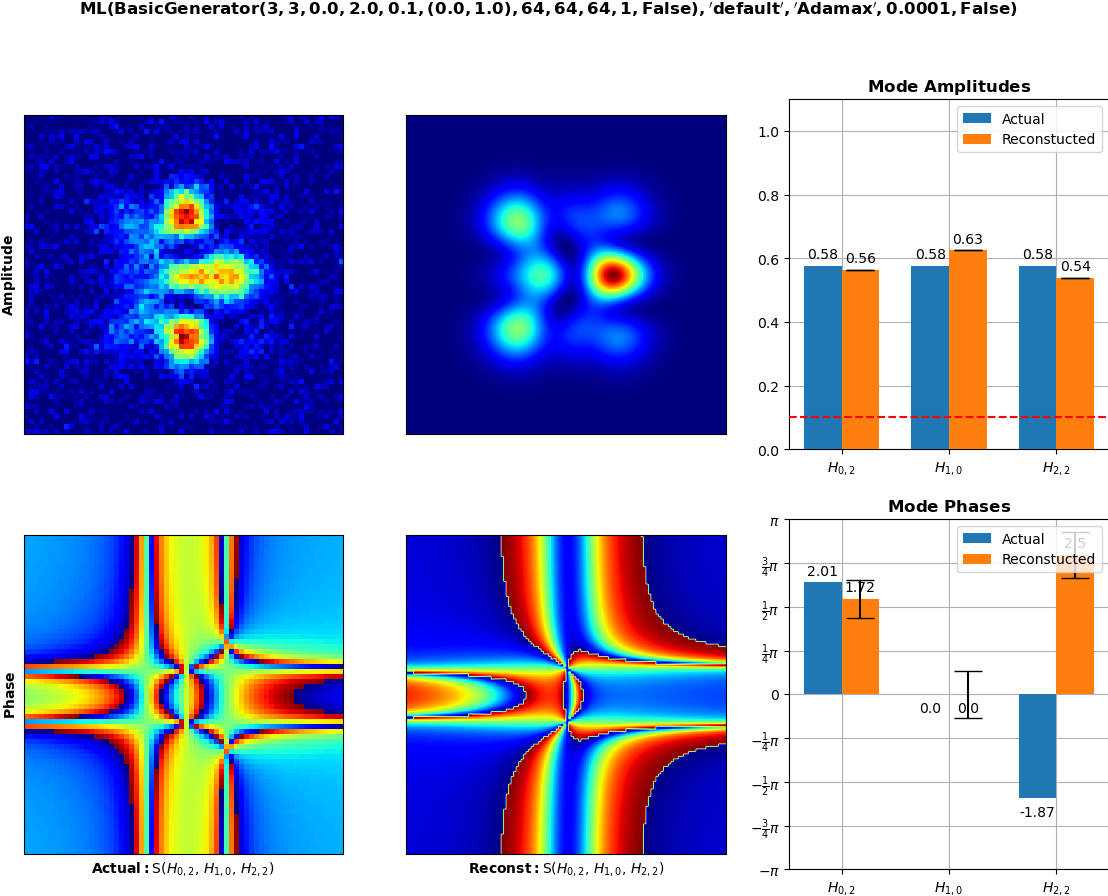 ML(BasicGenerator(3, 3, 0.0, 2.0, 0.1, (0.0, 1.0), 64, 64, 64, 1, False), 'default', 'Adamax', 0.0001, False)
Amplitude
Mode Amplitudes
Actual
Reconstucted
1.0
0.8
0.6
0.4
0.2
0.0
0.58
0.56
0.58
0.63
0.58
0.54
H0,2
H1,0
H2,2
Phase
Actual: S(H0,2, H1,0, H2,2)
Reconst: S(H0,2, H1,0, H2,2)
Mode Phases
Actual
Reconstucted
π
3/4π
1/2π
1/4π
0
−1/4π
−1/2π
−3/4π
−π
2.01
1.72
0.0
0.0
-1.87
2.5
H0,2
H1,0
H2,2